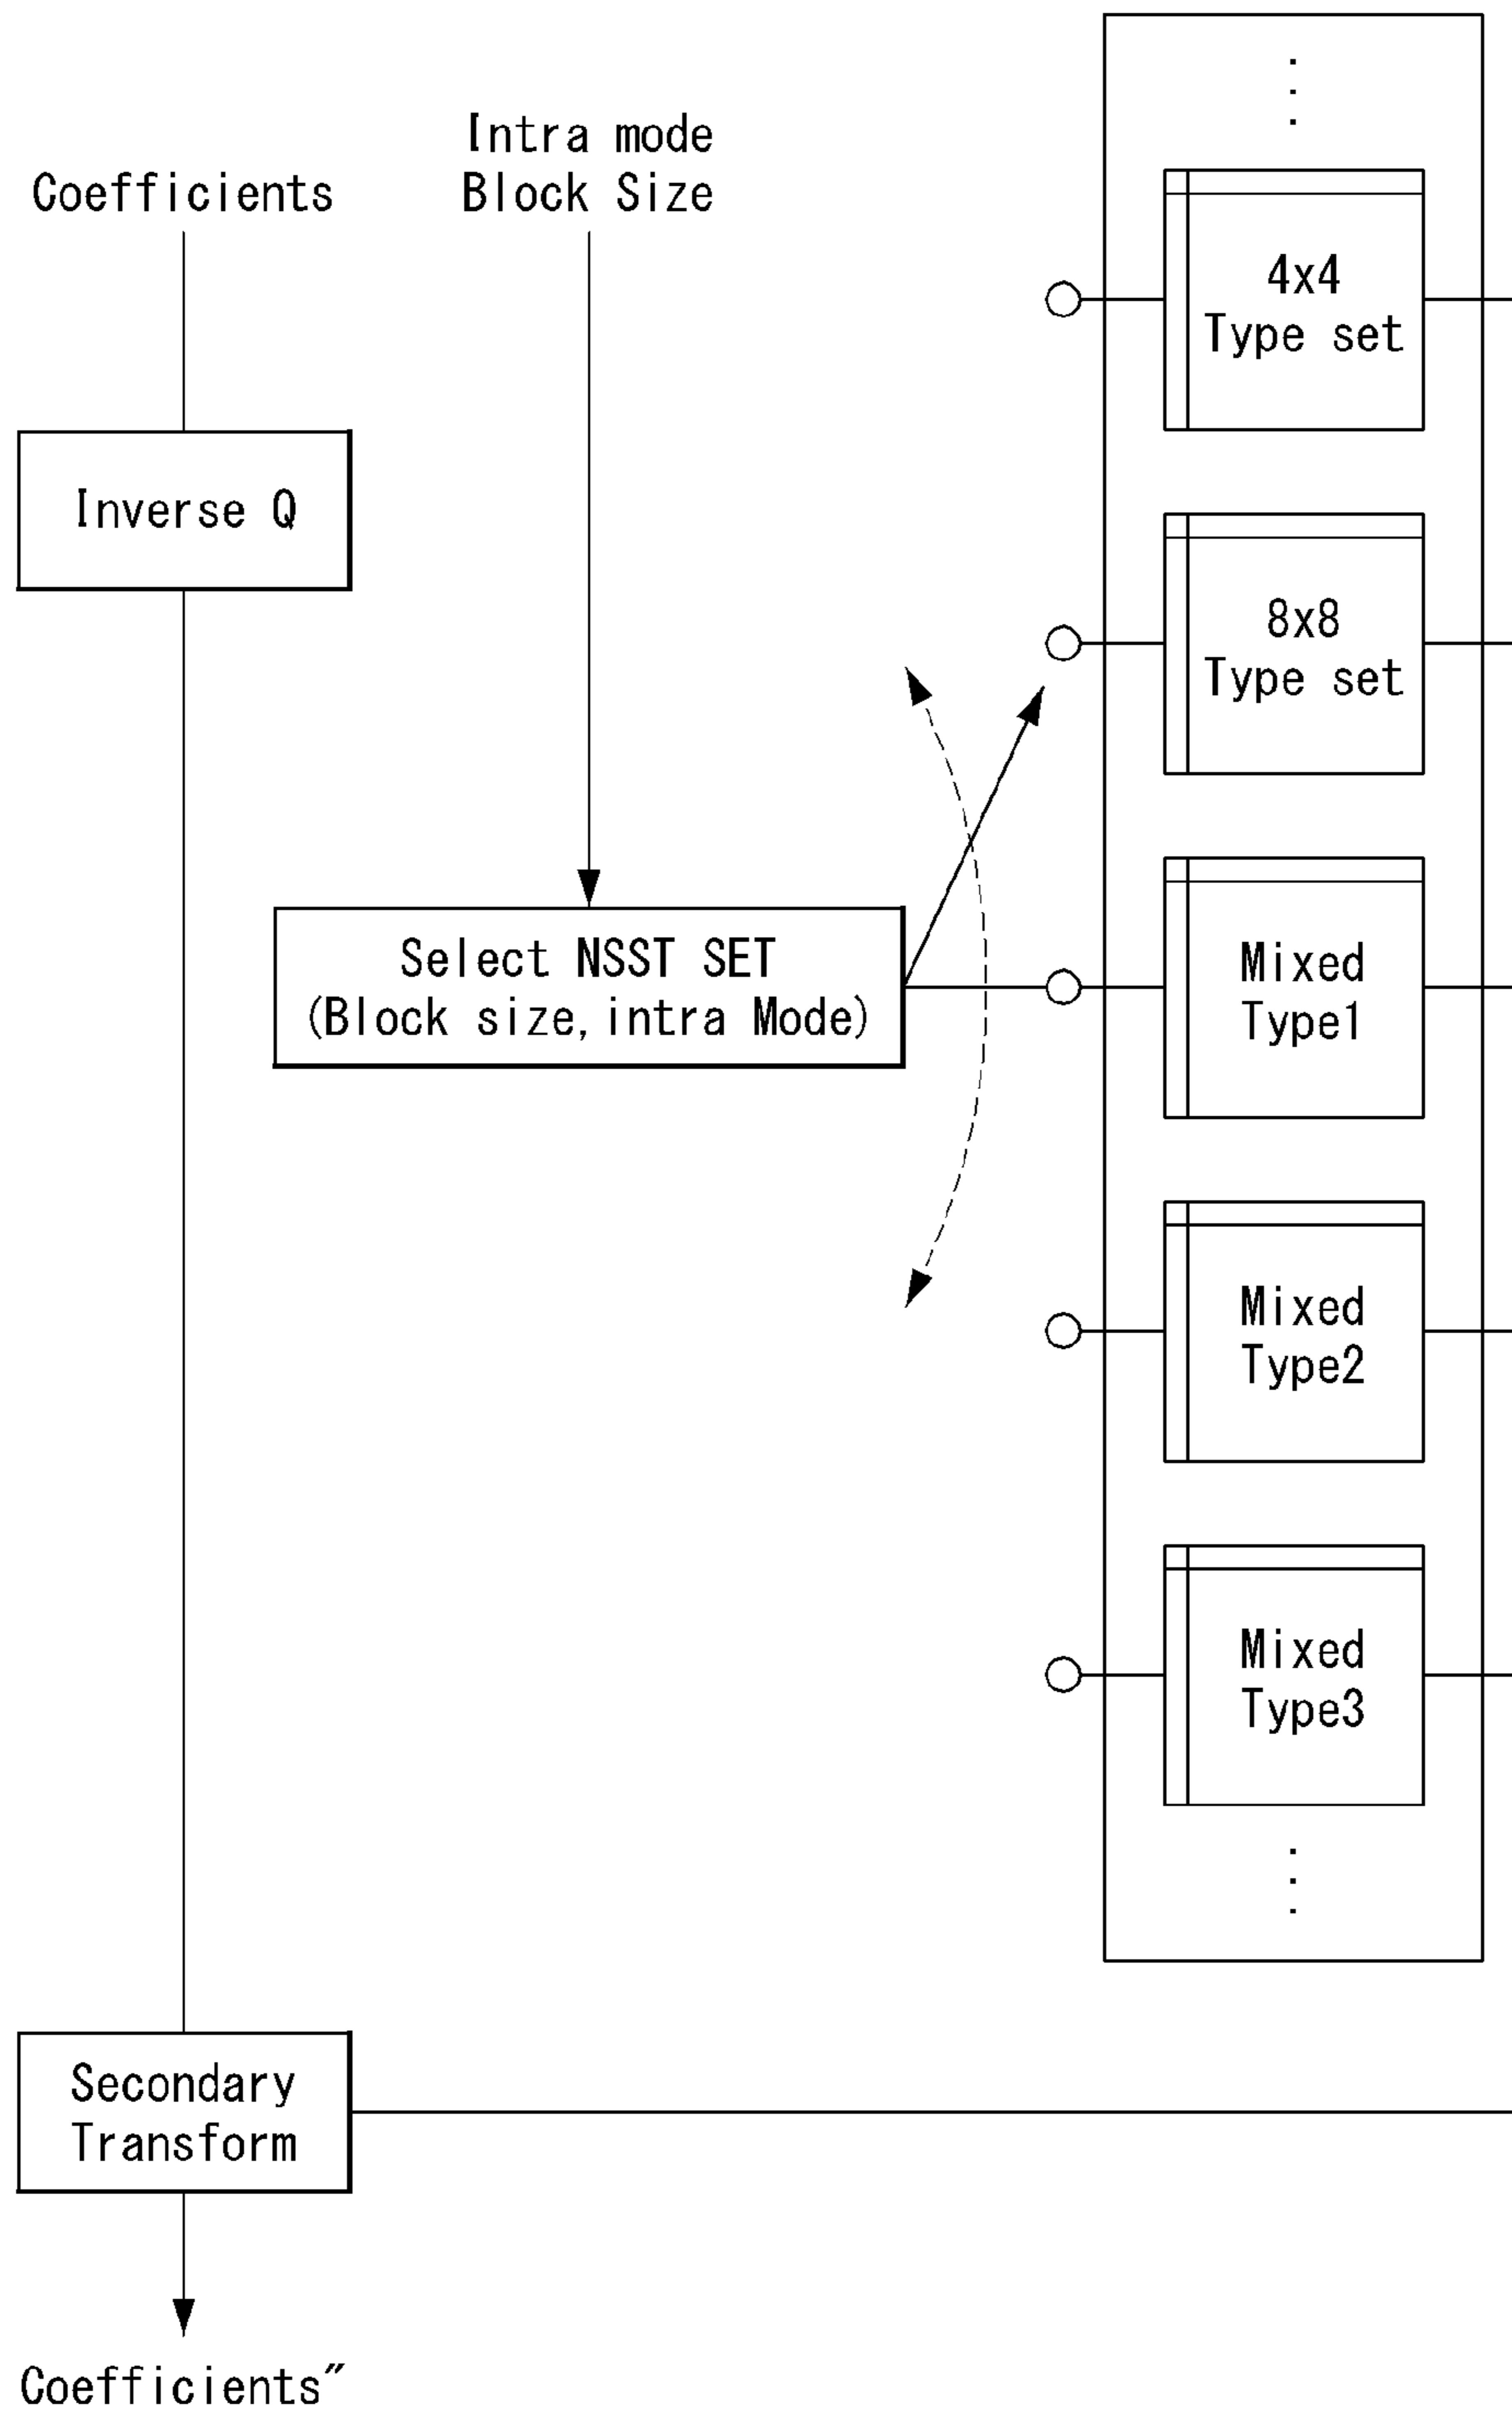 Coefficients
Intra mode
Block Size
Inverse Q
Select NSST SET
(Block size, intra Mode)
4x4
Type set
8x8
Type set
Mixed
Type1
Mixed
Type2
Mixed
Type3
Secondary
Transform
Coefficients″